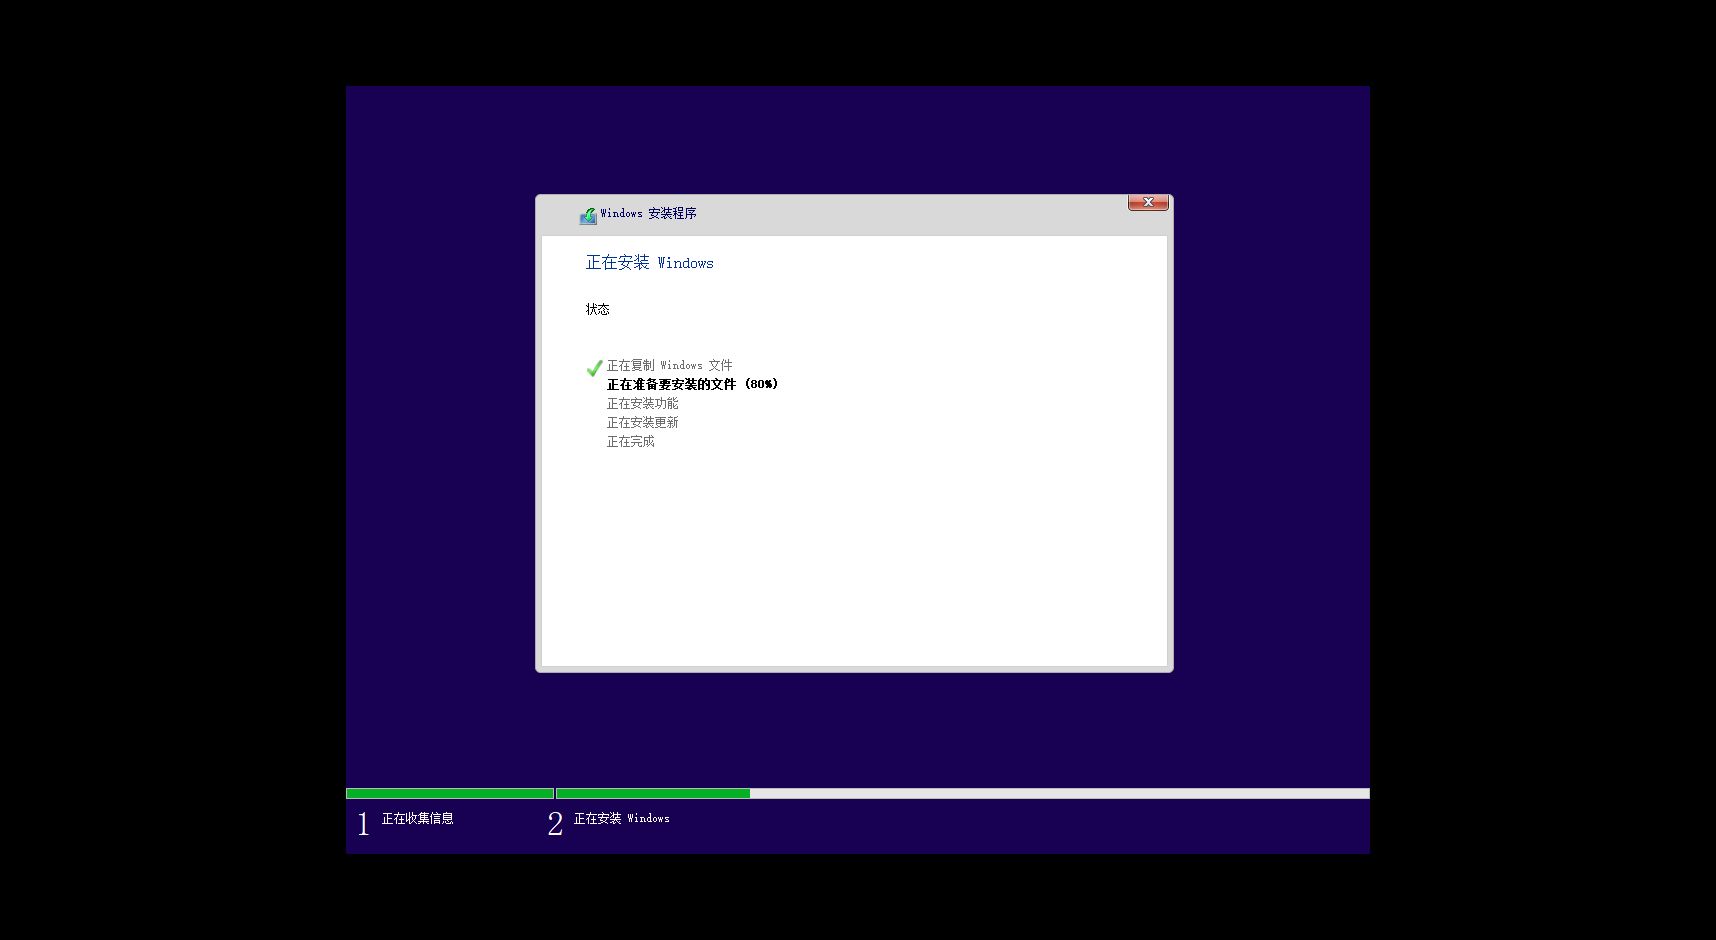 Windows 安装程序
正在安装 Windows
状态
正在复制 Windows 文件
正在准备要安装的文件 (80%)
正在安装功能
正在安装更新
正在完成
1 正在收集信息
2 正在安装 Windows